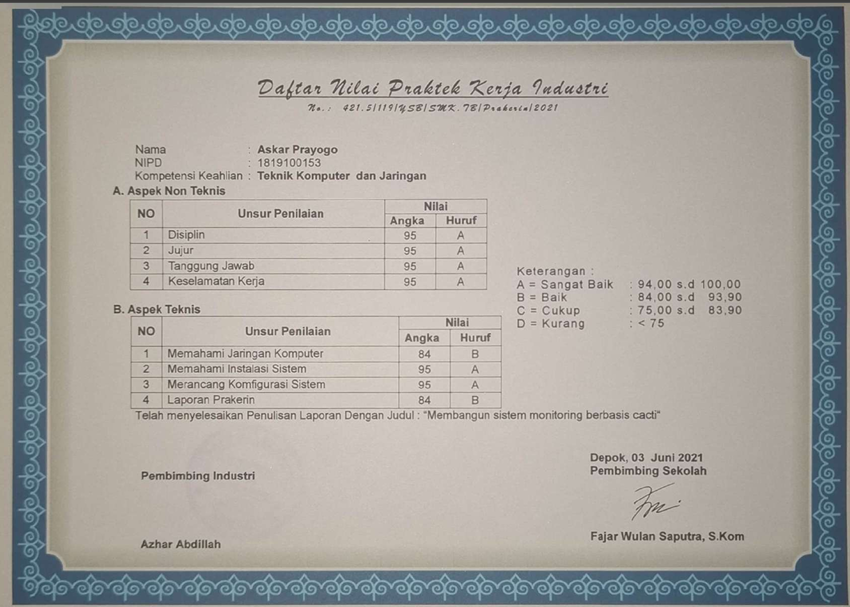 Daftar Nilai Praktek Kerja Industri
No. : 421.5/119/YSB/SMK.TB/Prakerin/2021
Nama : Askar Prayogo
NIPD : 1819100153
Kompetensi Keahlian : Teknik Komputer dan Jaringan
A. Aspek Non Teknis
NO Unsur Penilaian Nilai
Angka Huruf
1 Disiplin 95 A
2 Jujur 95 A
3 Tanggung Jawab 95 A
4 Keselamatan Kerja 95 A
Keterangan :
A = Sangat Baik : 94,00 s.d 100,00
B = Baik : 84,00 s.d 93,90
C = Cukup : 75,00 s.d 83,90
D = Kurang : < 75
B. Aspek Teknis
NO Unsur Penilaian Nilai
Angka Huruf
1 Memahami Jaringan Komputer 84 B
2 Memahami Instalasi Sistem 95 A
3 Merancang Komfigurasi Sistem 95 A
4 Laporan Prakerin 84 B
Telah menyelesaikan Penulisan Laporan Dengan Judul : "Membangun sistem monitoring berbasis cacti"
Depok, 03 Juni 2021
Pembimbing Industri Pembimbing Sekolah
Azhar Abdillah Fajar Wulan Saputra, S.Kom